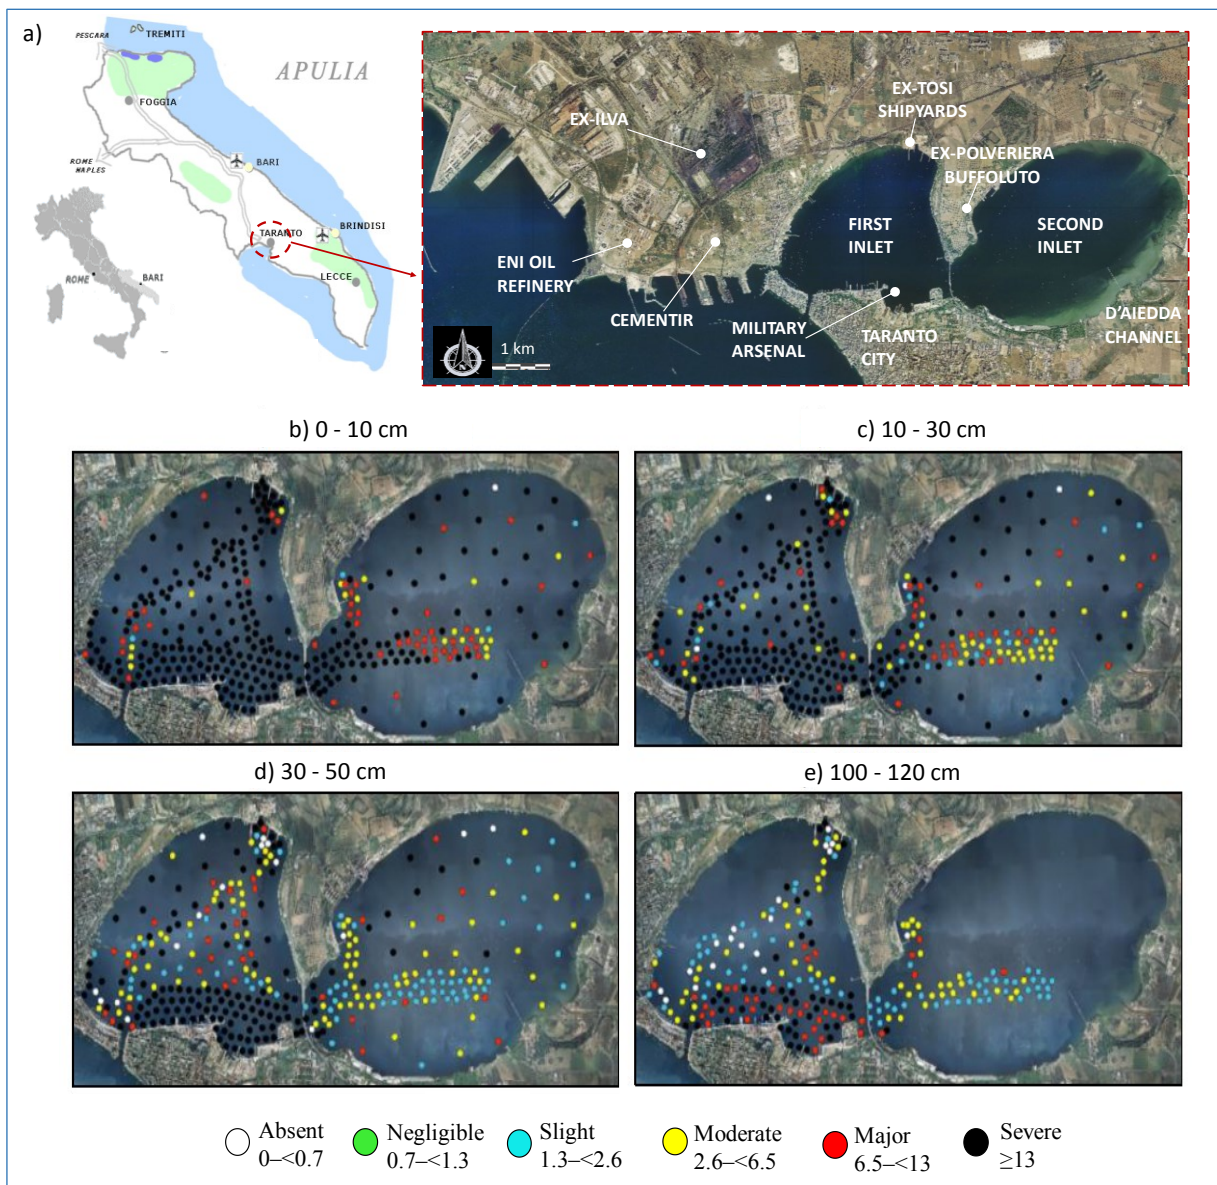 a)
PESCARA
TREMITI
APULIA
FOGGIA
ROME
NAPLES
BARI
BRINDISI
TARANTO
LECCE
ROME
BARI
EX-TOSI
SHIPYARDS
EX-ILVA
EX-POLVERIERA
BUFFOLUTO
FIRST
INLET
SECOND
INLET
ENI OIL
REFINERY
CEMENTIR
MILITARY
ARSENAL
TARANTO
CITY
D'AIEDDA
CHANNEL
1 km
b) 0 - 10 cm
c) 10 - 30 cm
d) 30 - 50 cm
e) 100 - 120 cm
Absent
0–<0.7
Negligible
0.7–<1.3
Slight
1.3–<2.6
Moderate
2.6–<6.5
Major
6.5–<13
Severe
≥13